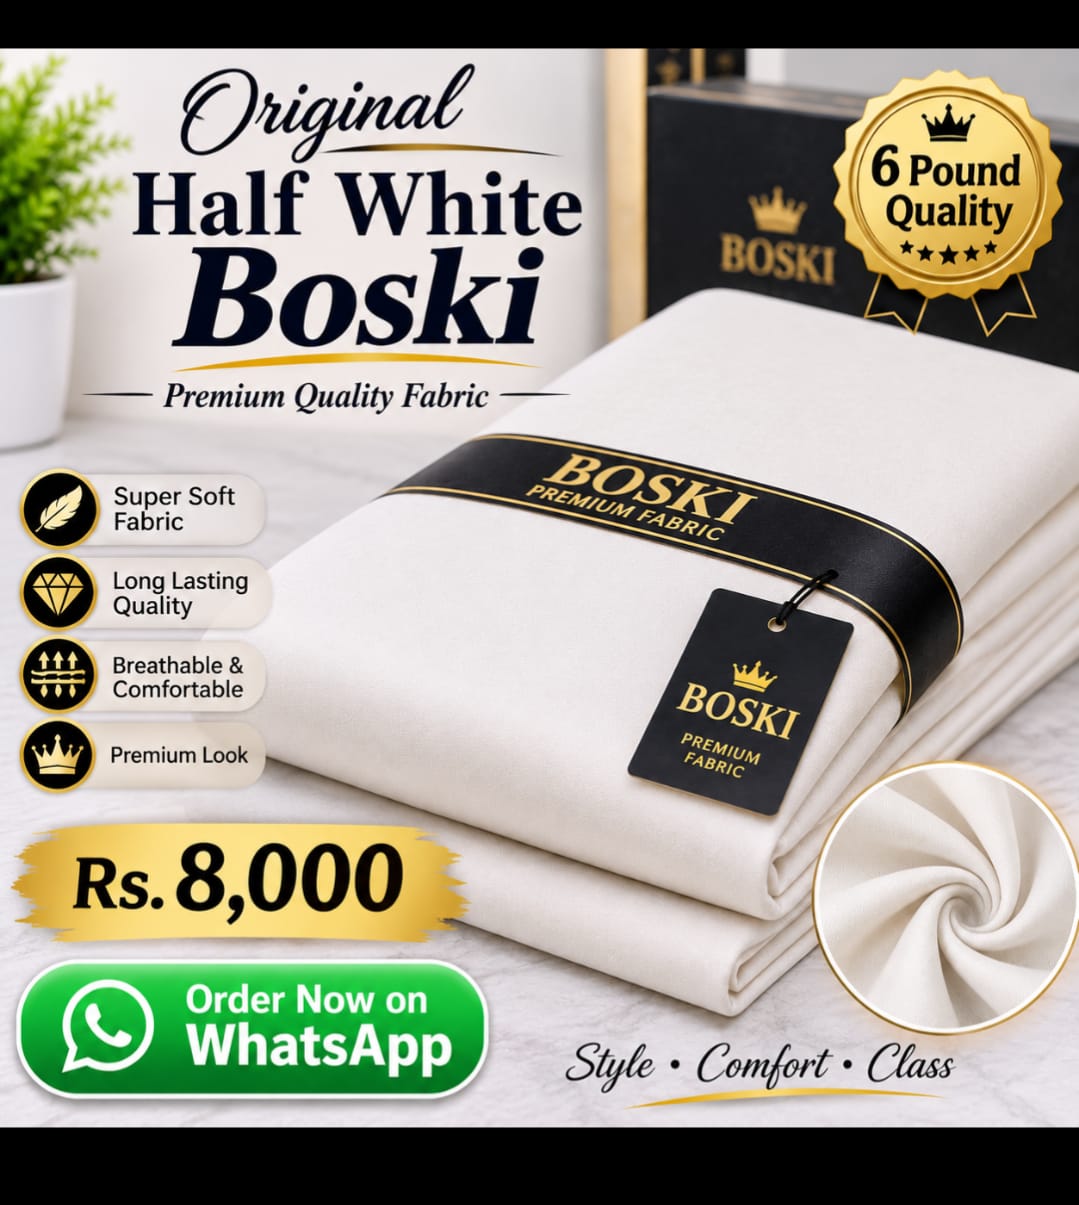 Original
Half White
Boski
Premium Quality Fabric
6 Pound
Quality
BOSKI
BOSKI
PREMIUM FABRIC
Super Soft
Fabric
Long Lasting
Quality
Breathable &
Comfortable
Premium Look
BOSKI
PREMIUM
FABRIC
Rs. 8,000
Order Now on
WhatsApp
Style • Comfort • Class